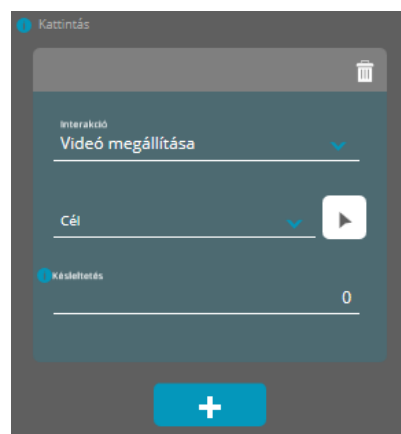 Kattintás
Interakció
Videó megállítása
Cél
Késleltetés
0